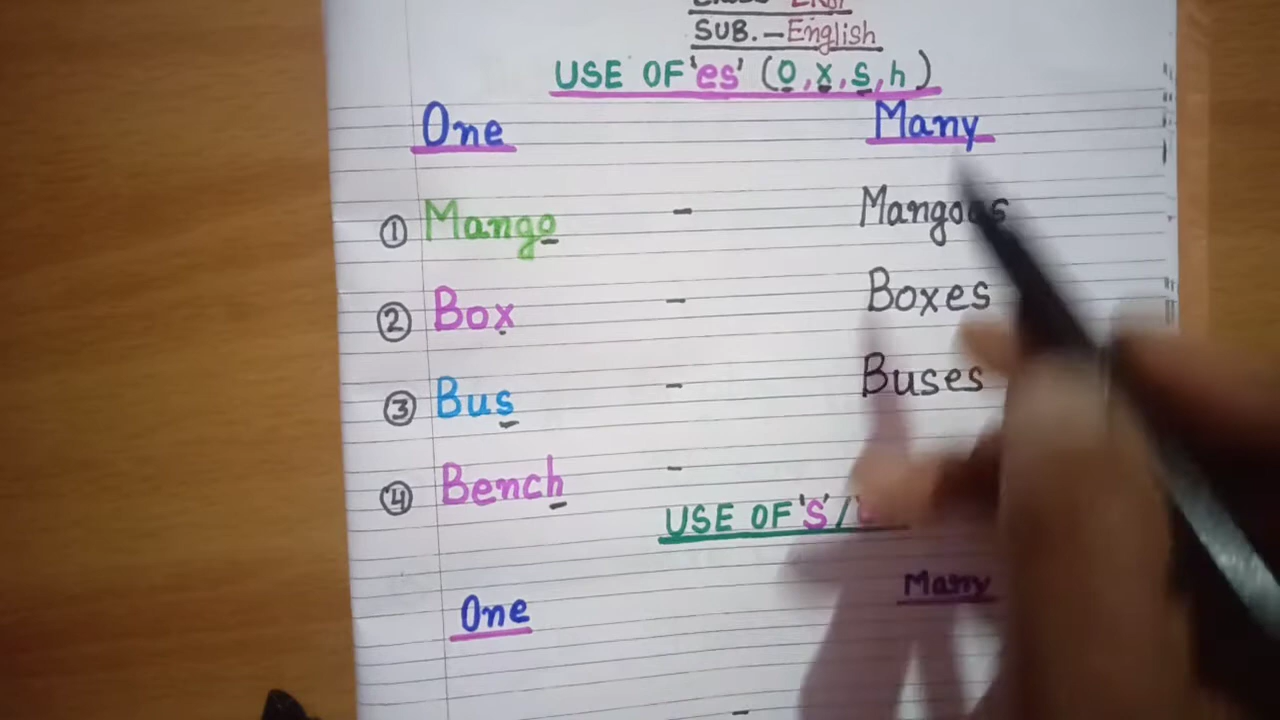 SUB. - English
USE OF 'es' (o, x, s, h)
One Many
① Mango - Mangoes
② Box - Boxes
③ Bus - Buses
④ Bench -
USE OF 's' /
One Many